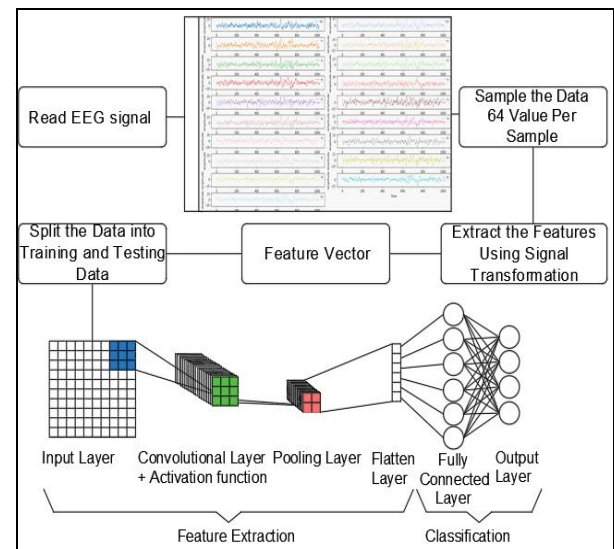 Read EEG signal
Sample the Data
64 Value Per
Sample
Split the Data into
Training and Testing
Data
Feature Vector
Extract the Features
Using Signal
Transformation
Input Layer
Convolutional Layer
+ Activation function
Pooling Layer
Flatten
Layer
Fully
Connected
Layer
Output
Layer
Feature Extraction
Classification